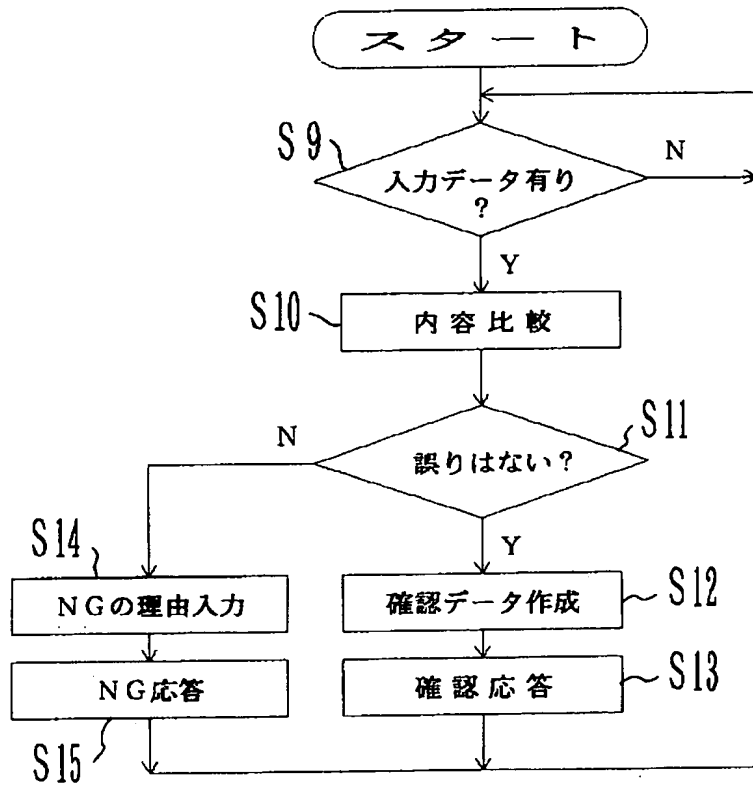 スタート
S9
入力データ有り
?
N
Y
S10
内容比較
S11
誤りはない?
N
Y
S14
NGの理由入力
S12
確認データ作成
NG応答
S13
確認応答
S15